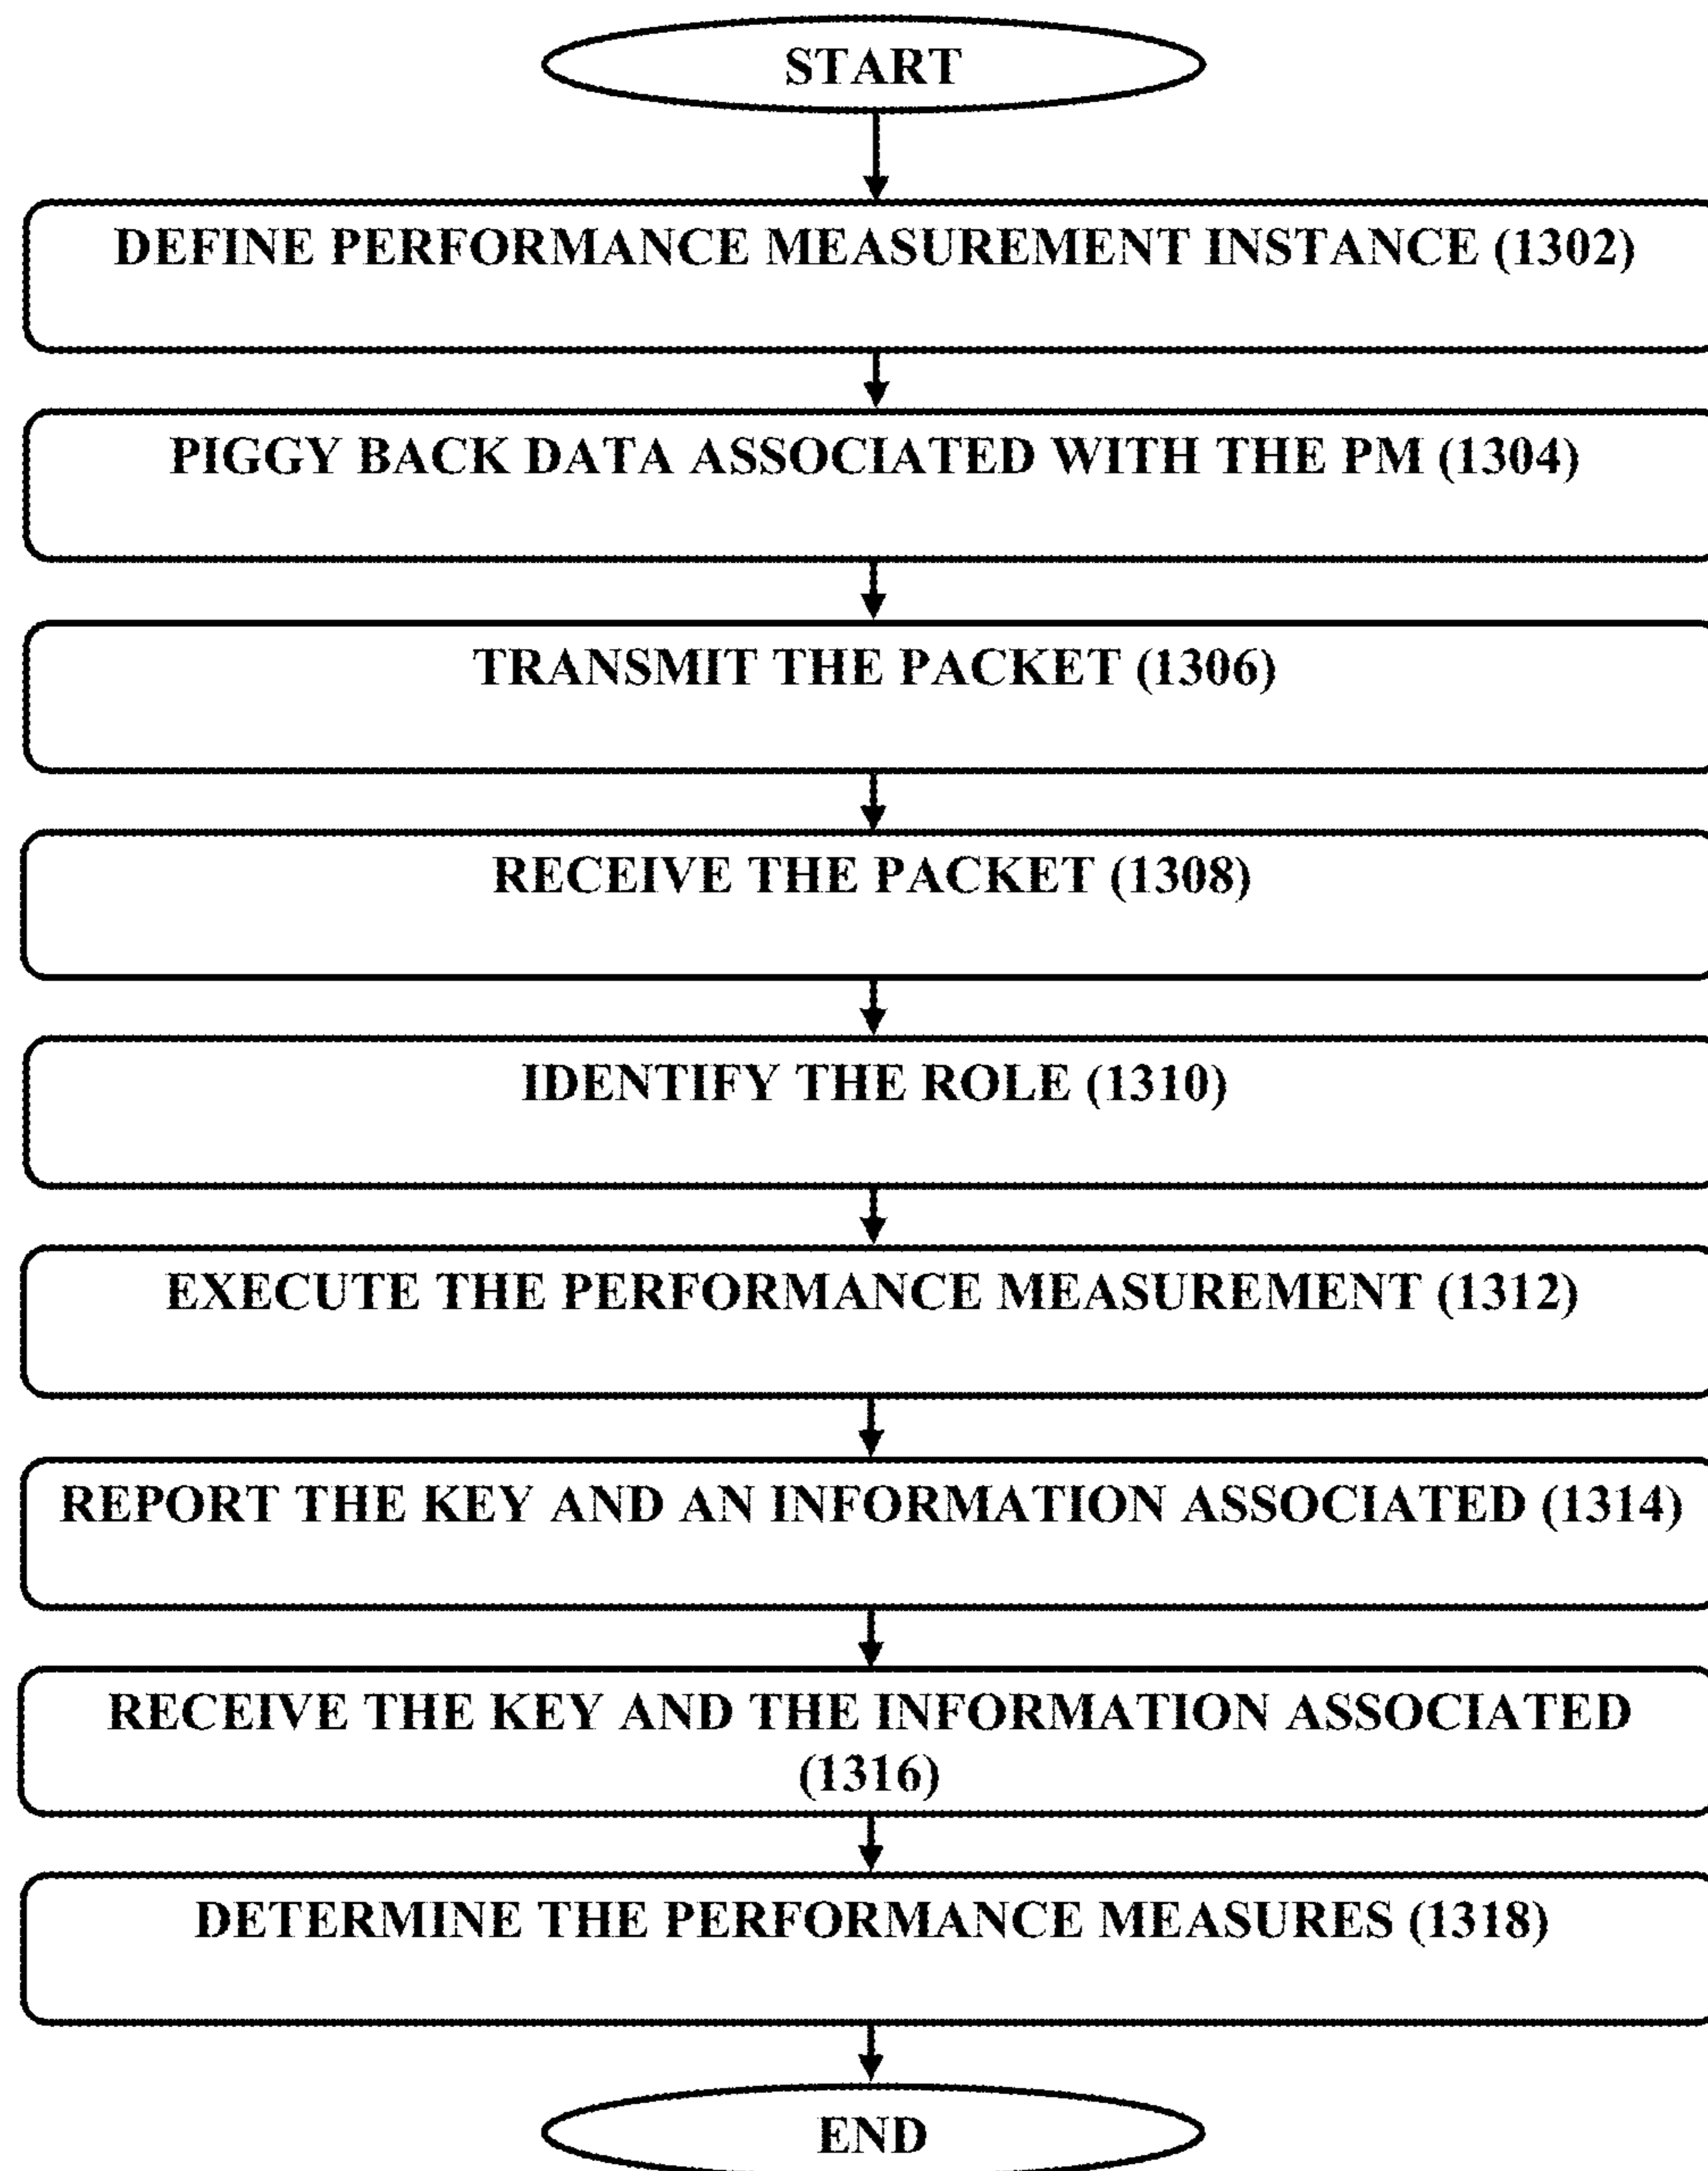 START
DEFINE PERFORMANCE MEASUREMENT INSTANCE (1302)
PIGGY BACK DATA ASSOCIATED WITH THE PM (1304)
TRANSMIT THE PACKET (1306)
RECEIVE THE PACKET (1308)
IDENTIFY THE ROLE (1310)
EXECUTE THE PERFORMANCE MEASUREMENT (1312)
REPORT THE KEY AND AN INFORMATION ASSOCIATED (1314)
RECEIVE THE KEY AND THE INFORMATION ASSOCIATED
(1316)
DETERMINE THE PERFORMANCE MEASURES (1318)
END